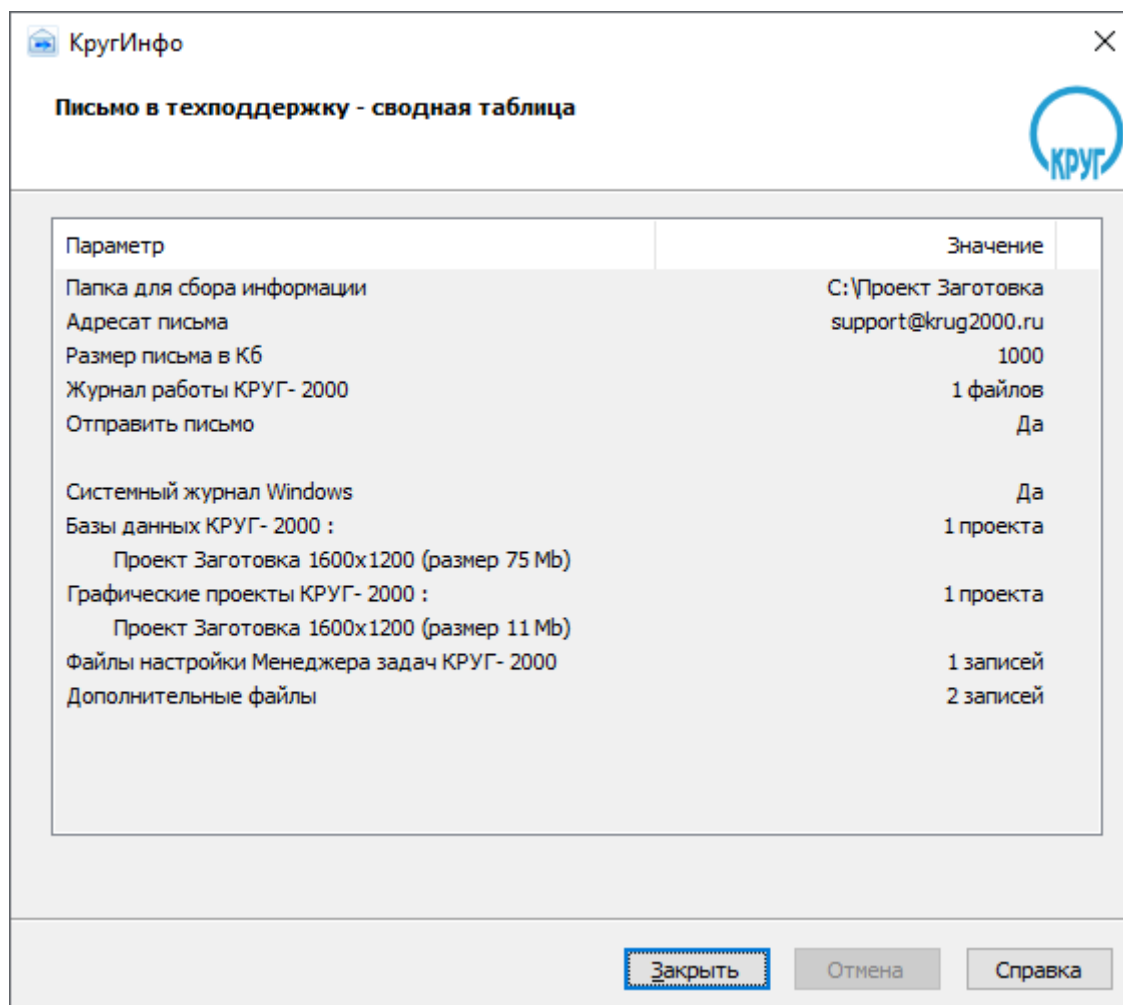 КругИнфо
Письмо в техподдержку - сводная таблица
КРУГ
Параметр Значение
Папка для сбора информации C:\Проект Заготовка
Адресат письма support@krug2000.ru
Размер письма в Кб 1000
Журнал работы КРУГ- 2000 1 файлов
Отправить письмо Да
Системный журнал Windows Да
Базы данных КРУГ- 2000 : 1 проекта
Проект Заготовка 1600x1200 (размер 75 Mb)
Графические проекты КРУГ- 2000 : 1 проекта
Проект Заготовка 1600x1200 (размер 11 Mb)
Файлы настройки Менеджера задач КРУГ- 2000 1 записей
Дополнительные файлы 2 записей
Закрыть Отмена Справка